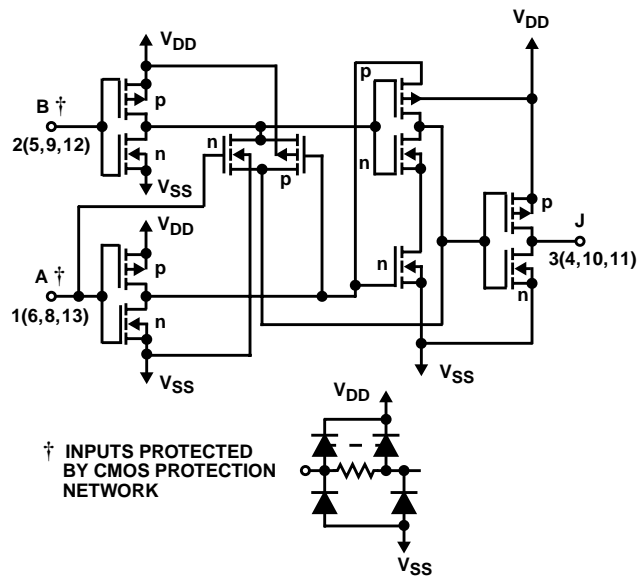 VDD
VDD
p
B †
p
n
2(5,9,12)
n
n
p
VSS
VDD
p
J
A †
p
n
3(4,10,11)
1(6,8,13)
n
n
VSS
VSS
VDD
† INPUTS PROTECTED
BY CMOS PROTECTION
NETWORK
VSS